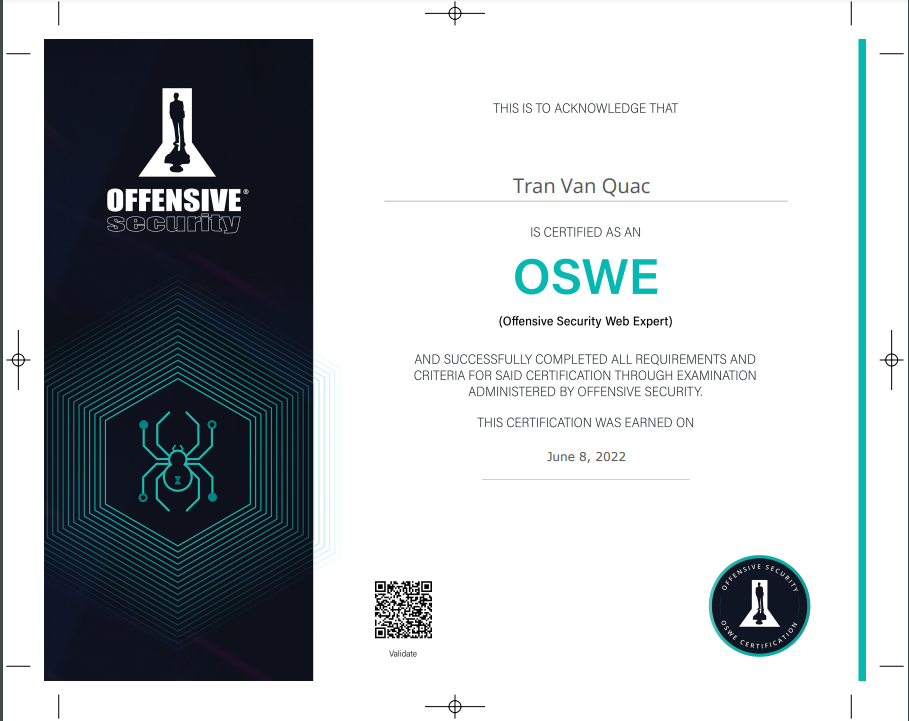 OFFENSIVE®
security
THIS IS TO ACKNOWLEDGE THAT
Tran Van Quac
IS CERTIFIED AS AN
OSWE
(Offensive Security Web Expert)
AND SUCCESSFULLY COMPLETED ALL REQUIREMENTS AND
CRITERIA FOR SAID CERTIFICATION THROUGH EXAMINATION
ADMINISTERED BY OFFENSIVE SECURITY.
THIS CERTIFICATION WAS EARNED ON
June 8, 2022
Validate
OFFENSIVE SECURITY
OSWE CERTIFICATION